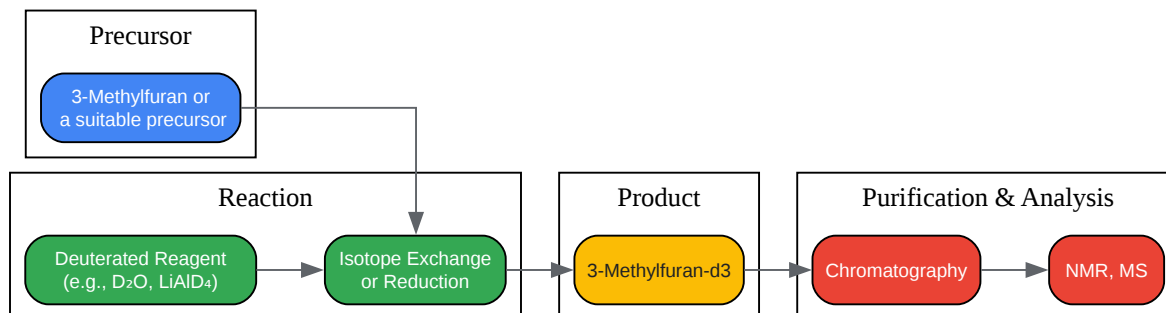 Precursor
3-Methylfuran or
a suitable precursor
Reaction
Deuterated Reagent
(e.g., D₂O, LiAlD₄)
Isotope Exchange
or Reduction
Product
3-Methylfuran-d3
Purification & Analysis
Chromatography
NMR, MS